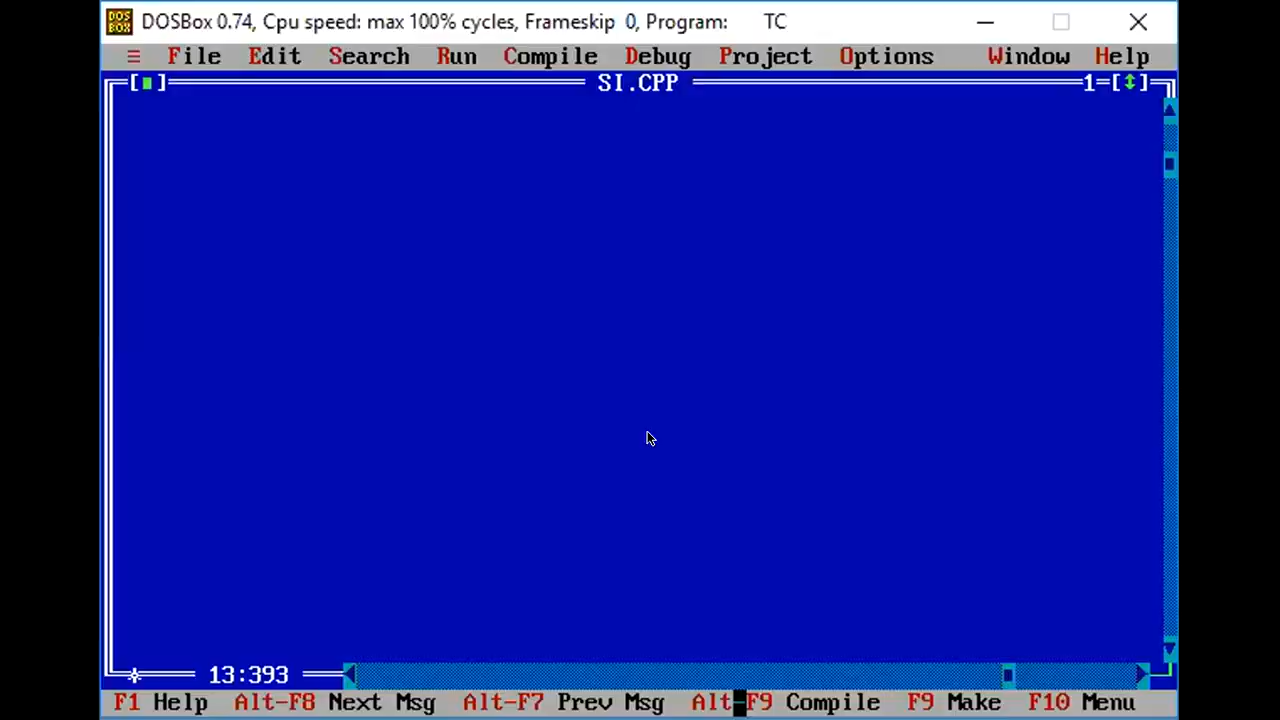 DOSBox 0.74, Cpu speed: max 100% cycles, Frameskip 0, Program: TC
≡ File Edit Search Run Compile Debug Project Options Window Help
[■] SI.CPP 1=[↕]
13:393
F1 Help Alt-F8 Next Msg Alt-F7 Prev Msg Alt-F9 Compile F9 Make F10 Menu